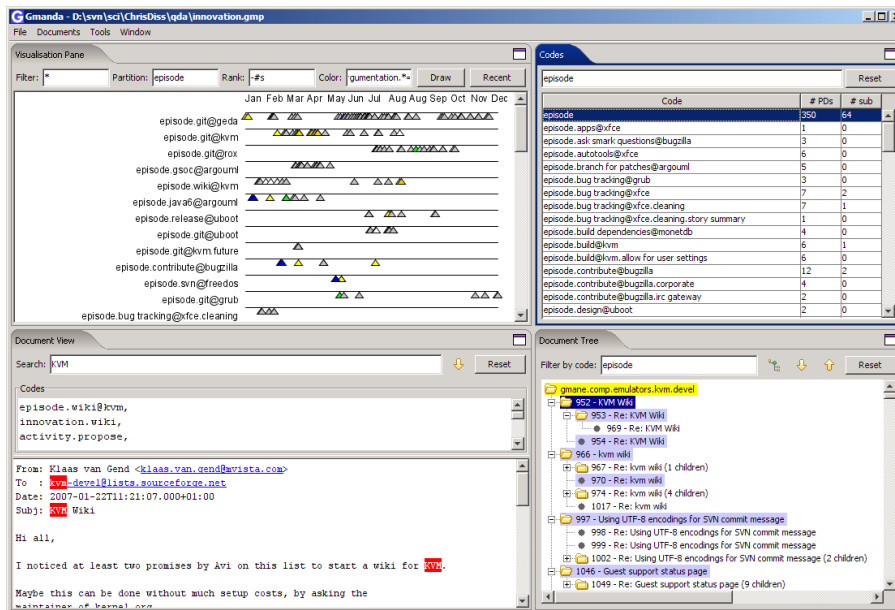 Gmanda - D:\svn\sci\ChrisDiss\qda\innovation.gmp
File Documents Tools Window
Visualisation Pane
Filter: * Partition: episode Rank: -#s Color: rgumentation.*= Draw Recent
Jan Feb Mar Apr May Jun Jul Aug Aug Sep Oct Nov Dec
episode.git@geda
episode.git@kvm
episode.git@rox
episode.gsoc@argouml
episode.wiki@kvm
episode.java6@argouml
episode.release@uboot
episode.git@uboot
episode.git@kvm.future
episode.contribute@bugzilla
episode.svn@freedos
episode.git@grub
episode.bug tracking@xfce.cleaning
Codes
episode Reset
Code # PDs # sub
episode 350 64
episode.apps@xfce 1 0
episode.ask smark questions@bugzilla 3 0
episode.autotools@xfce 6 0
episode.branch for patches@argouml 5 0
episode.bug tracking@grub 3 0
episode.bug tracking@xfce 7 2
episode.bug tracking@xfce.cleaning 7 1
episode.bug tracking@xfce.cleaning.story summary 1 0
episode.build dependencies@monetdb 4 0
episode.build@kvm 6 1
episode.build@kvm.allow for user settings 6 0
episode.contribute@bugzilla 12 2
episode.contribute@bugzilla.corporate 4 0
episode.contribute@bugzilla.irc gateway 2 0
episode.design@uboot 2 0
Document View
Search: KVM Reset
Codes
episode.wiki@kvm,
innovation.wiki,
activity.propose,
From: Klaas van Gend <klaas.van.gend@mvista.com>
To : kvm-devel@lists.sourceforge.net
Date: 2007-01-22T11:21:07.000+01:00
Subj: KVM Wiki
Hi all,
I noticed at least two promises by Avi on this list to start a wiki for KVM.
Maybe this can be done without much setup costs, by asking the
maintainer of kernel.org
Document Tree
Filter by code: episode Reset
gmane.comp.emulators.kvm.devel
952 - KVM Wiki
953 - Re: KVM Wiki
969 - Re: KVM Wiki
954 - Re: KVM Wiki
966 - kvm wiki
967 - Re: kvm wiki (1 children)
970 - Re: kvm wiki
974 - Re: kvm wiki (4 children)
1017 - Re: kvm wiki
997 - Using UTF-8 encodings for SVN commit message
998 - Re: Using UTF-8 encodings for SVN commit message
999 - Re: Using UTF-8 encodings for SVN commit message
1002 - Re: Using UTF-8 encodings for SVN commit message (2 children)
1046 - Guest support status page
1049 - Re: Guest support status page (9 children)